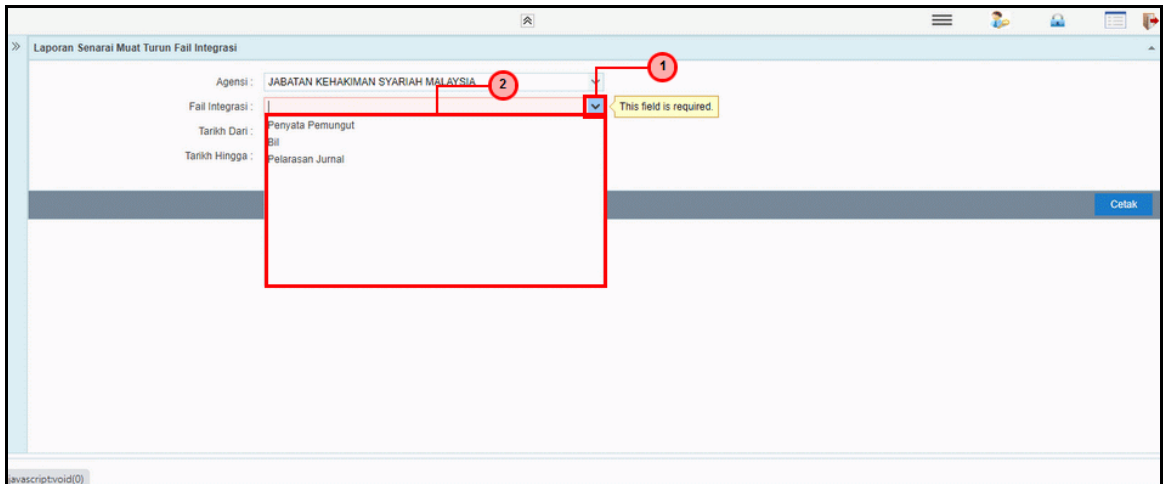 Laporan Senarai Muat Turun Fail Integrasi
Agensi : JABATAN KEHAKIMAN SYARIAH MALAYSIA
1
2
Fail Integrasi : This field is required.
Penyata Pemungut
Tarikh Dari :
Bil
Tarikh Hingga : Pelarasan Jurnal
Cetak
javascript:void(0)